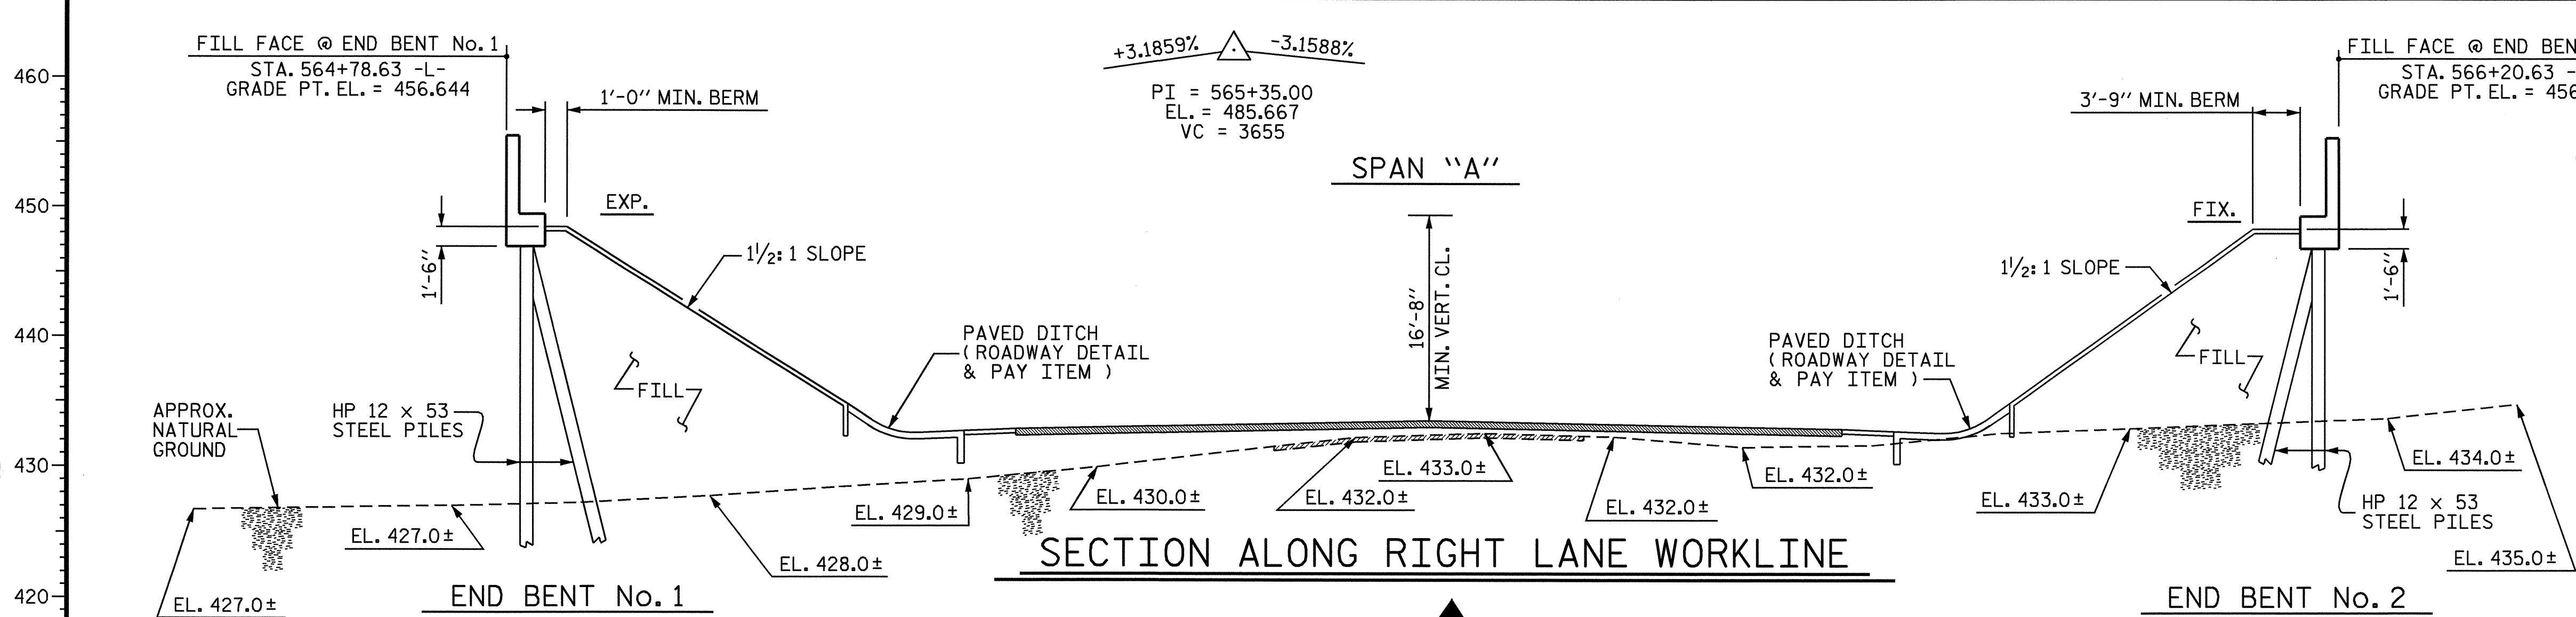 FILL FACE @ END BENT No. 1
STA. 564+78.63 -L-
GRADE PT. EL. = 456.644
+3.1859%
-3.1588%
PI = 565+35.00
EL. = 485.667
VC = 3655
FILL FACE @ END BEN
STA. 566+20.63 -
GRADE PT. EL. = 456
460
450
440
430
420
1'-0" MIN. BERM
3'-9" MIN. BERM
SPAN "A"
EXP.
FIX.
1'-6"
1½:1 SLOPE
16'-8"
MIN. VERT. CL.
1½:1 SLOPE
1'-6"
PAVED DITCH
(ROADWAY DETAIL
& PAY ITEM )
PAVED DITCH
(ROADWAY DETAIL
& PAY ITEM )
FILL
FILL
APPROX.
NATURAL
GROUND
HP 12 x 53
STEEL PILES
EL. 427.0±
EL. 427.0±
EL. 428.0±
EL. 429.0±
EL. 430.0±
EL. 432.0±
EL. 433.0±
EL. 432.0±
EL. 432.0±
EL. 433.0±
EL. 434.0±
HP 12 x 53
STEEL PILES
EL. 435.0±
SECTION ALONG RIGHT LANE WORKLINE
END BENT No. 1
END BENT No. 2